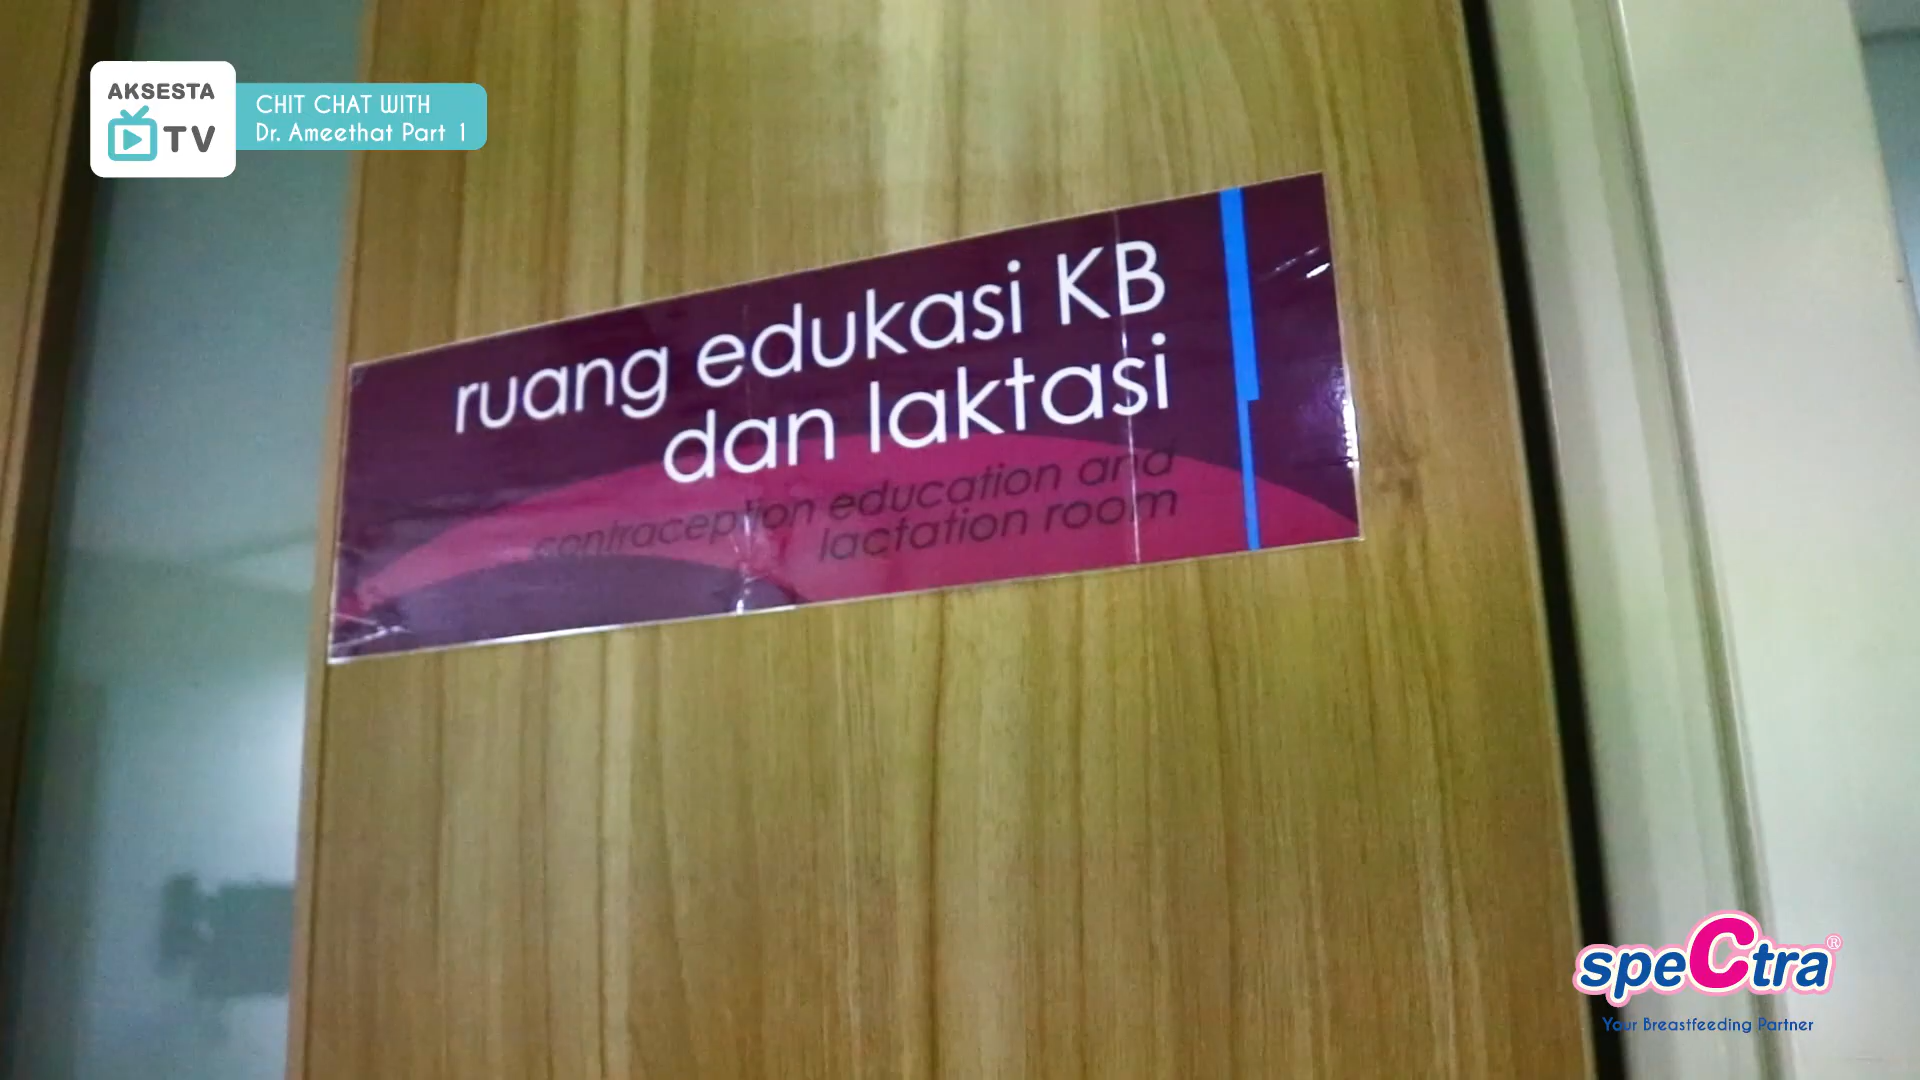 AKSESTA
TV
CHIT CHAT WITH
Dr. Ameethat Part 1
ruang edukasi KB
dan laktasi
contraception education and
lactation room
speCtra®
Your Breastfeeding Partner